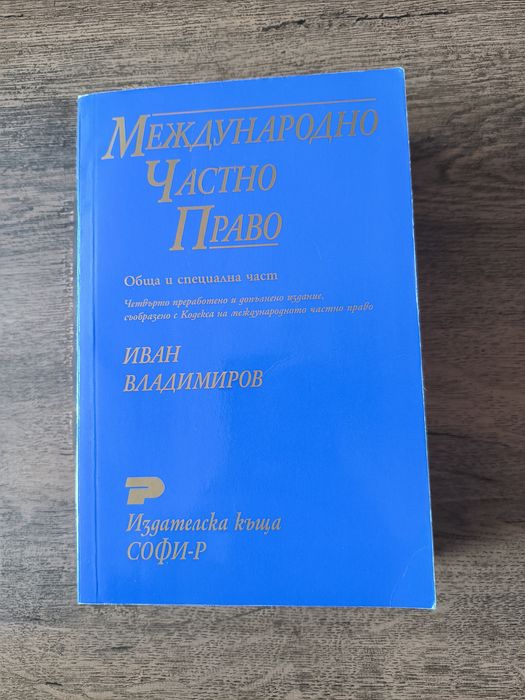 МЕЖДУНАРОДНО
ЧАСТНО
ПРАВО
Обща и специална част
Четвърто преработено и допълнено издание,
съобразено с Кодекса на международното частно право
ИВАН
ВЛАДИМИРОВ
Издателска къща
СОФИ-Р